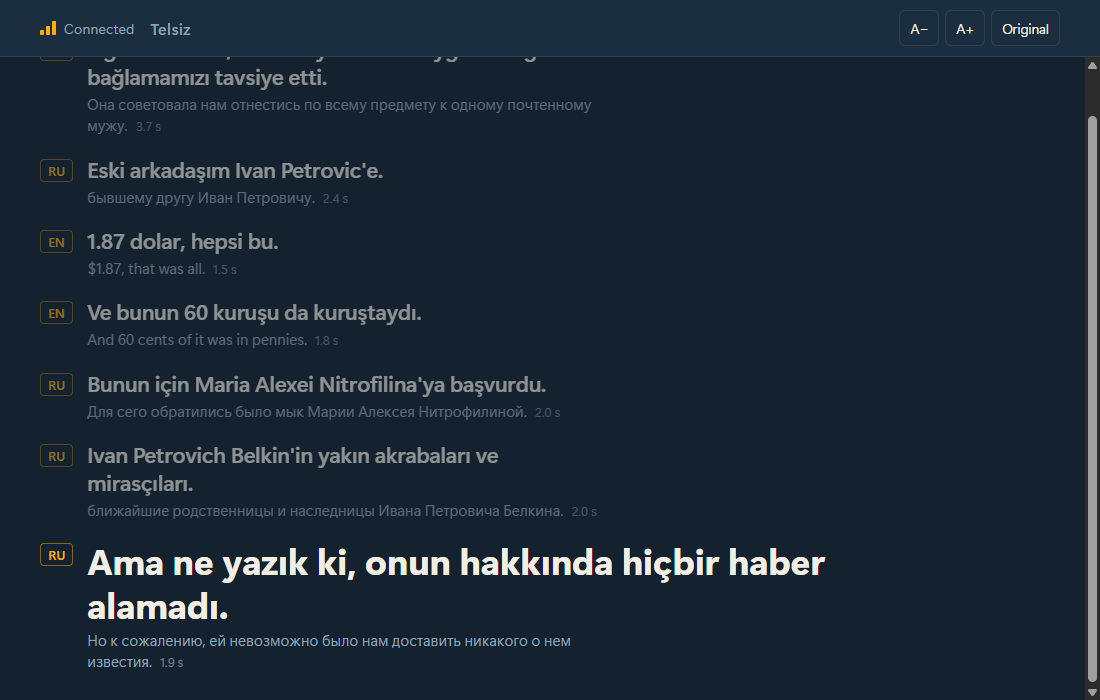 Connected Telsiz A− A+ Original
bağlamamızı tavsiye etti.
Она советовала нам отнестись по всему предмету к одному почтенному
мужу. 3.7 s
RU Eski arkadaşım Ivan Petrovic'e.
бывшему другу Иван Петровичу. 2.4 s
EN 1.87 dolar, hepsi bu.
$1.87, that was all. 1.5 s
EN Ve bunun 60 kuruşu da kuruştaydı.
And 60 cents of it was in pennies. 1.8 s
RU Bunun için Maria Alexei Nitrofilina'ya başvurdu.
Для сего обратились было мык Марии Алексея Нитрофилиной. 2.0 s
RU Ivan Petrovich Belkin'in yakın akrabaları ve
mirasçıları.
ближайшие родственницы и наследницы Ивана Петровича Белкина. 2.0 s
RU Ama ne yazık ki, onun hakkında hiçbir haber
alamadı.
Но к сожалению, ей невозможно было нам доставить никакого о нем
известия. 1.9 s